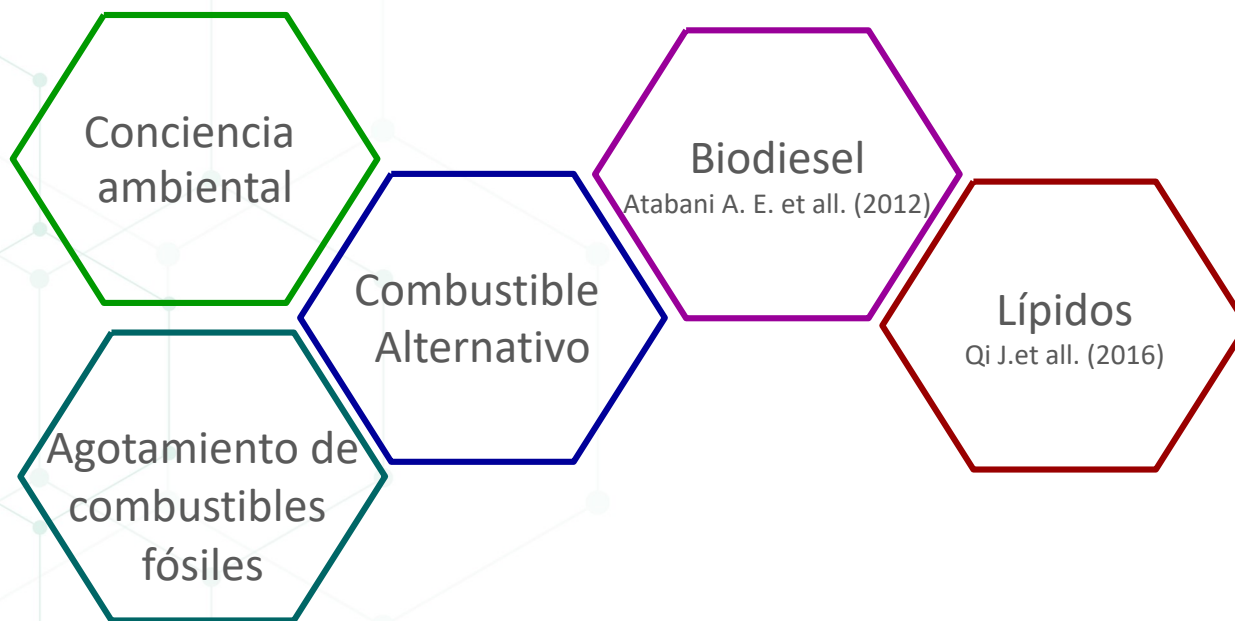 Conciencia
ambiental
Agotamiento de
combustibles
fósiles
Combustible
Alternativo
Biodiesel
Atabani A. E. et all. (2012)
Lípidos
Qi J.et all. (2016)